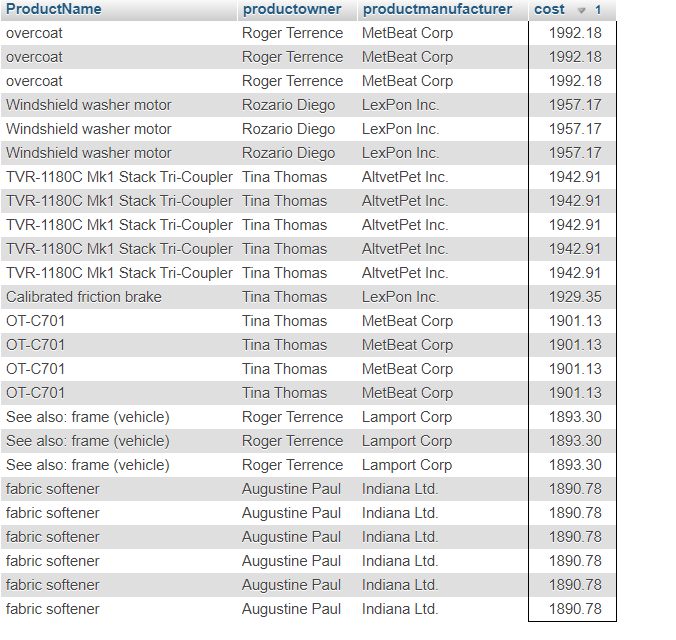 ProductName productowner productmanufacturer cost 1
overcoat Roger Terrence MetBeat Corp 1992.18
overcoat Roger Terrence MetBeat Corp 1992.18
overcoat Roger Terrence MetBeat Corp 1992.18
Windshield washer motor Rozario Diego LexPon Inc. 1957.17
Windshield washer motor Rozario Diego LexPon Inc. 1957.17
Windshield washer motor Rozario Diego LexPon Inc. 1957.17
TVR-1180C Mk1 Stack Tri-Coupler Tina Thomas AltvetPet Inc. 1942.91
TVR-1180C Mk1 Stack Tri-Coupler Tina Thomas AltvetPet Inc. 1942.91
TVR-1180C Mk1 Stack Tri-Coupler Tina Thomas AltvetPet Inc. 1942.91
TVR-1180C Mk1 Stack Tri-Coupler Tina Thomas AltvetPet Inc. 1942.91
TVR-1180C Mk1 Stack Tri-Coupler Tina Thomas AltvetPet Inc. 1942.91
Calibrated friction brake Tina Thomas LexPon Inc. 1929.35
OT-C701 Tina Thomas MetBeat Corp 1901.13
OT-C701 Tina Thomas MetBeat Corp 1901.13
OT-C701 Tina Thomas MetBeat Corp 1901.13
OT-C701 Tina Thomas MetBeat Corp 1901.13
See also: frame (vehicle) Roger Terrence Lamport Corp 1893.30
See also: frame (vehicle) Roger Terrence Lamport Corp 1893.30
See also: frame (vehicle) Roger Terrence Lamport Corp 1893.30
fabric softener Augustine Paul Indiana Ltd. 1890.78
fabric softener Augustine Paul Indiana Ltd. 1890.78
fabric softener Augustine Paul Indiana Ltd. 1890.78
fabric softener Augustine Paul Indiana Ltd. 1890.78
fabric softener Augustine Paul Indiana Ltd. 1890.78
fabric softener Augustine Paul Indiana Ltd. 1890.78